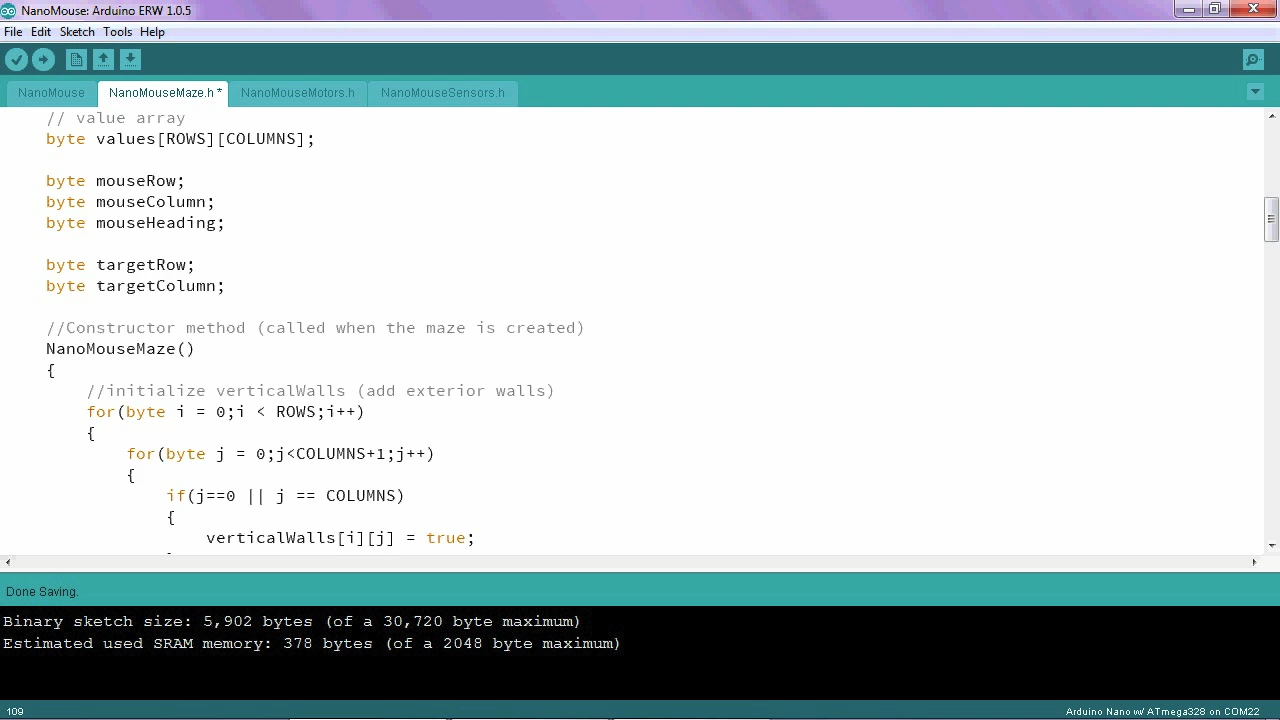 NanoMouse: Arduino ERW 1.0.5
File Edit Sketch Tools Help
NanoMouse NanoMouseMaze.h * NanoMouseMotors.h NanoMouseSensors.h
// value array
byte values[ROWS][COLUMNS];
byte mouseRow;
byte mouseColumn;
byte mouseHeading;
byte targetRow;
byte targetColumn;
//Constructor method (called when the maze is created)
NanoMouseMaze()
{
//initialize verticalWalls (add exterior walls)
for(byte i = 0;i < ROWS;i++)
{
for(byte j = 0;j<COLUMNS+1;j++)
{
if(j==0 || j == COLUMNS)
{
verticalWalls[i][j] = true;
Done Saving.
Binary sketch size: 5,902 bytes (of a 30,720 byte maximum)
Estimated used SRAM memory: 378 bytes (of a 2048 byte maximum)
109
Arduino Nano w/ ATmega328 on COM22